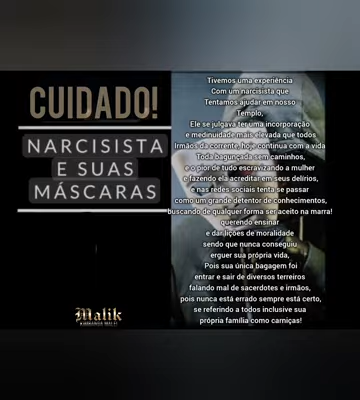 CUIDADO!
NARCISISTA
E SUAS
MÁSCARAS
Malik
Tivemos uma experiência
Com um narcisista que
Tentamos ajudar em nosso
Templo,
Ele se julgava ter uma incorporação
e medinuidade mais elevada que todos
Irmãos da corrente, hoje continua com a vida
Toda bagunçada sem caminhos,
e o pior de tudo escravizando a mulher
e fazendo ela acreditar em seus delírios,
e nas redes sociais tenta se passar
como um grande detentor de conhecimentos,
buscando de qualquer forma ser aceito na marra!
querendo ensinar
e dar lições de moralidade
sendo que nunca conseguiu
erguer sua própria vida,
Pois sua única bagagem foi
entrar e sair de diversos terreiros
falando mal de sacerdotes e irmãos,
pois nunca está errado sempre está certo,
se referindo a todos inclusive sua
própria família como carniças!